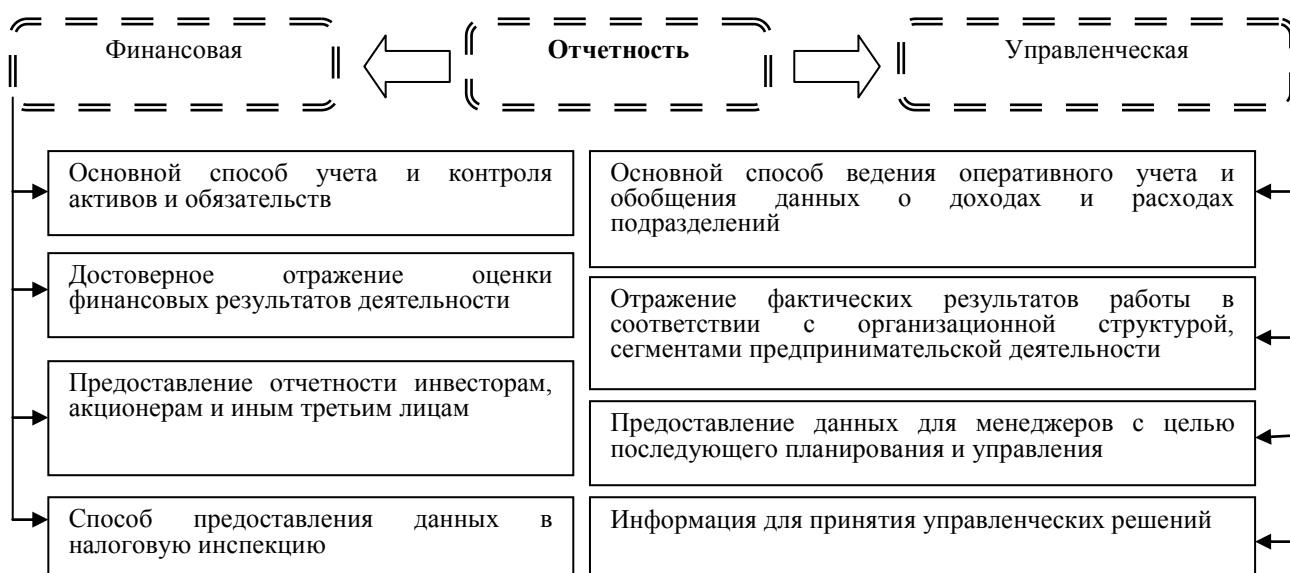 Финансовая
Отчетность
Управленческая
Основной способ учета и контроля
активов и обязательств
Достоверное отражение оценки
финансовых результатов деятельности
Предоставление отчетности инвесторам,
акционерам и иным третьим лицам
Способ предоставления данных в
налоговую инспекцию
Основной способ ведения оперативного учета и
обобщения данных о доходах и расходах
подразделений
Отражение фактических результатов работы в
соответствии с организационной структурой,
сегментами предпринимательской деятельности
Предоставление данных для менеджеров с целью
последующего планирования и управления
Информация для принятия управленческих решений